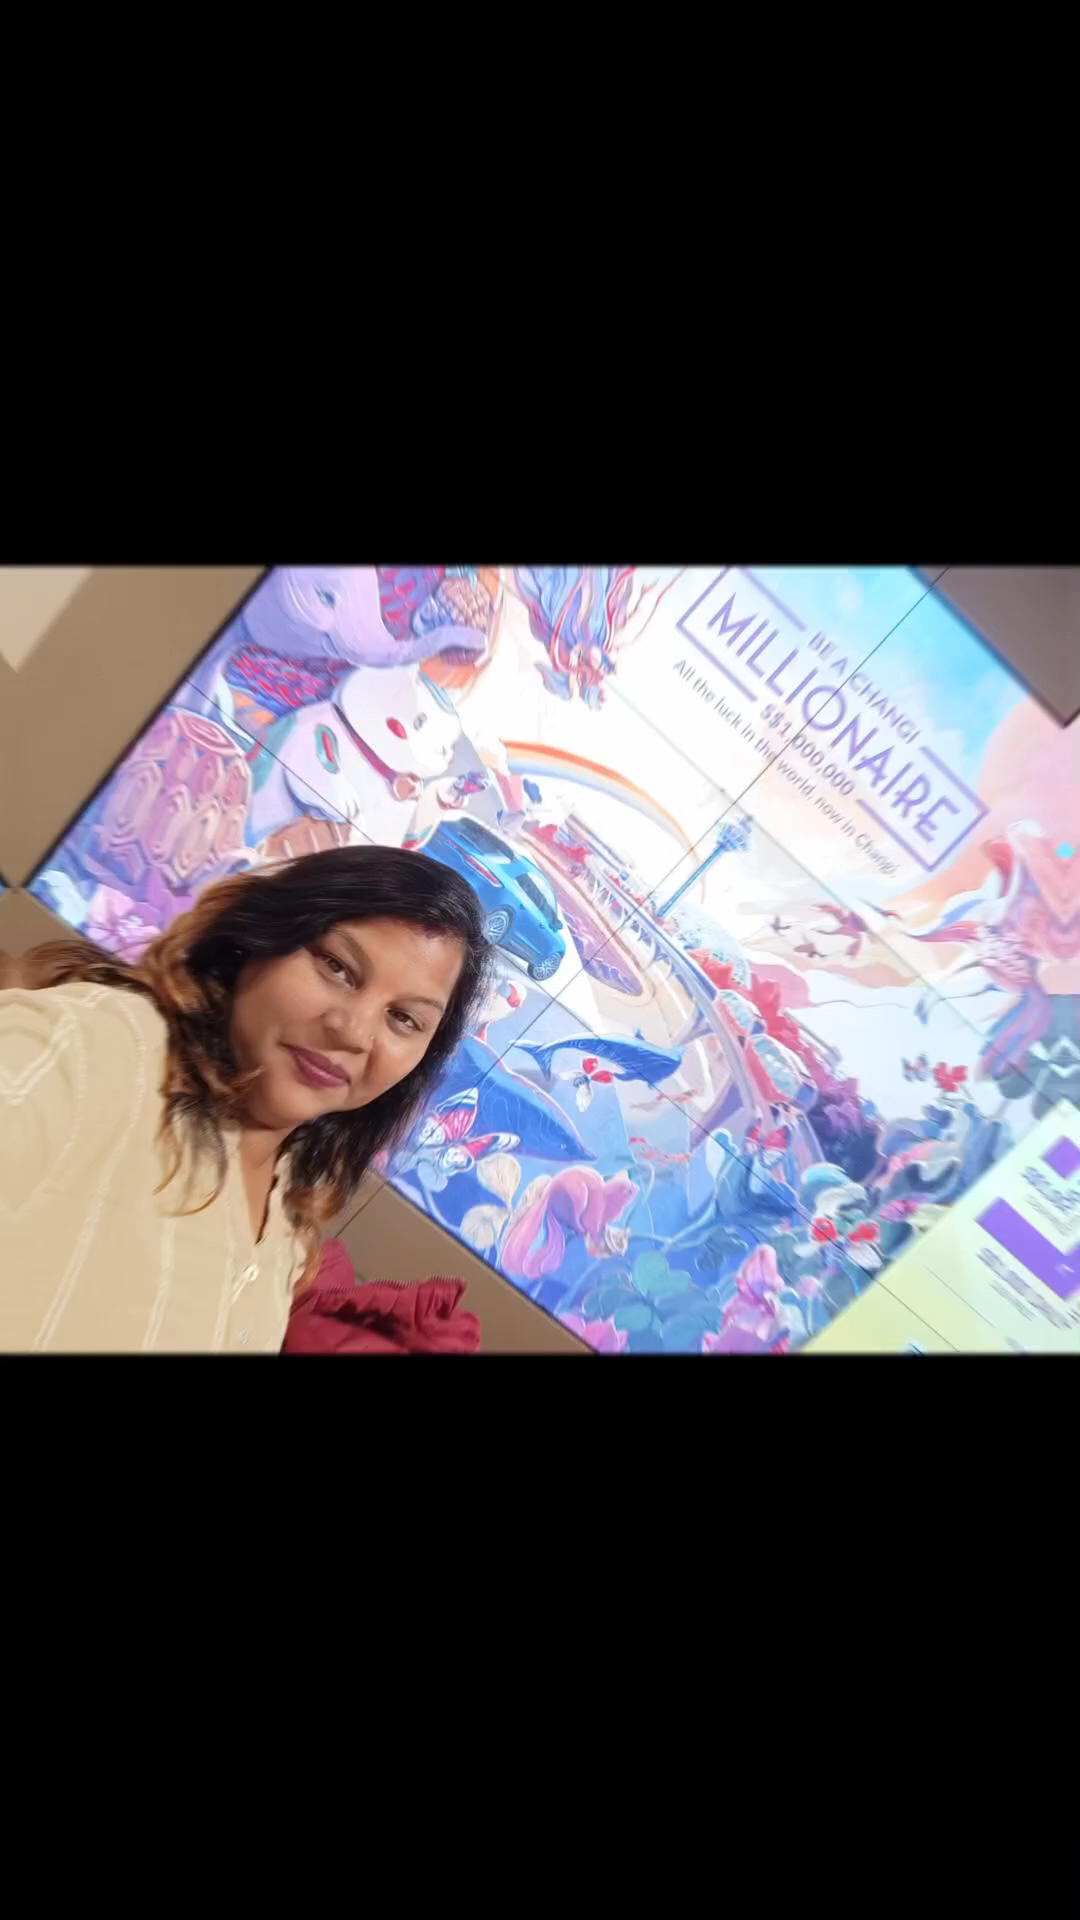 BE A CHANGI
MILLIONAIRE
S$1,000,000
All the luck in the world, now in Changi.